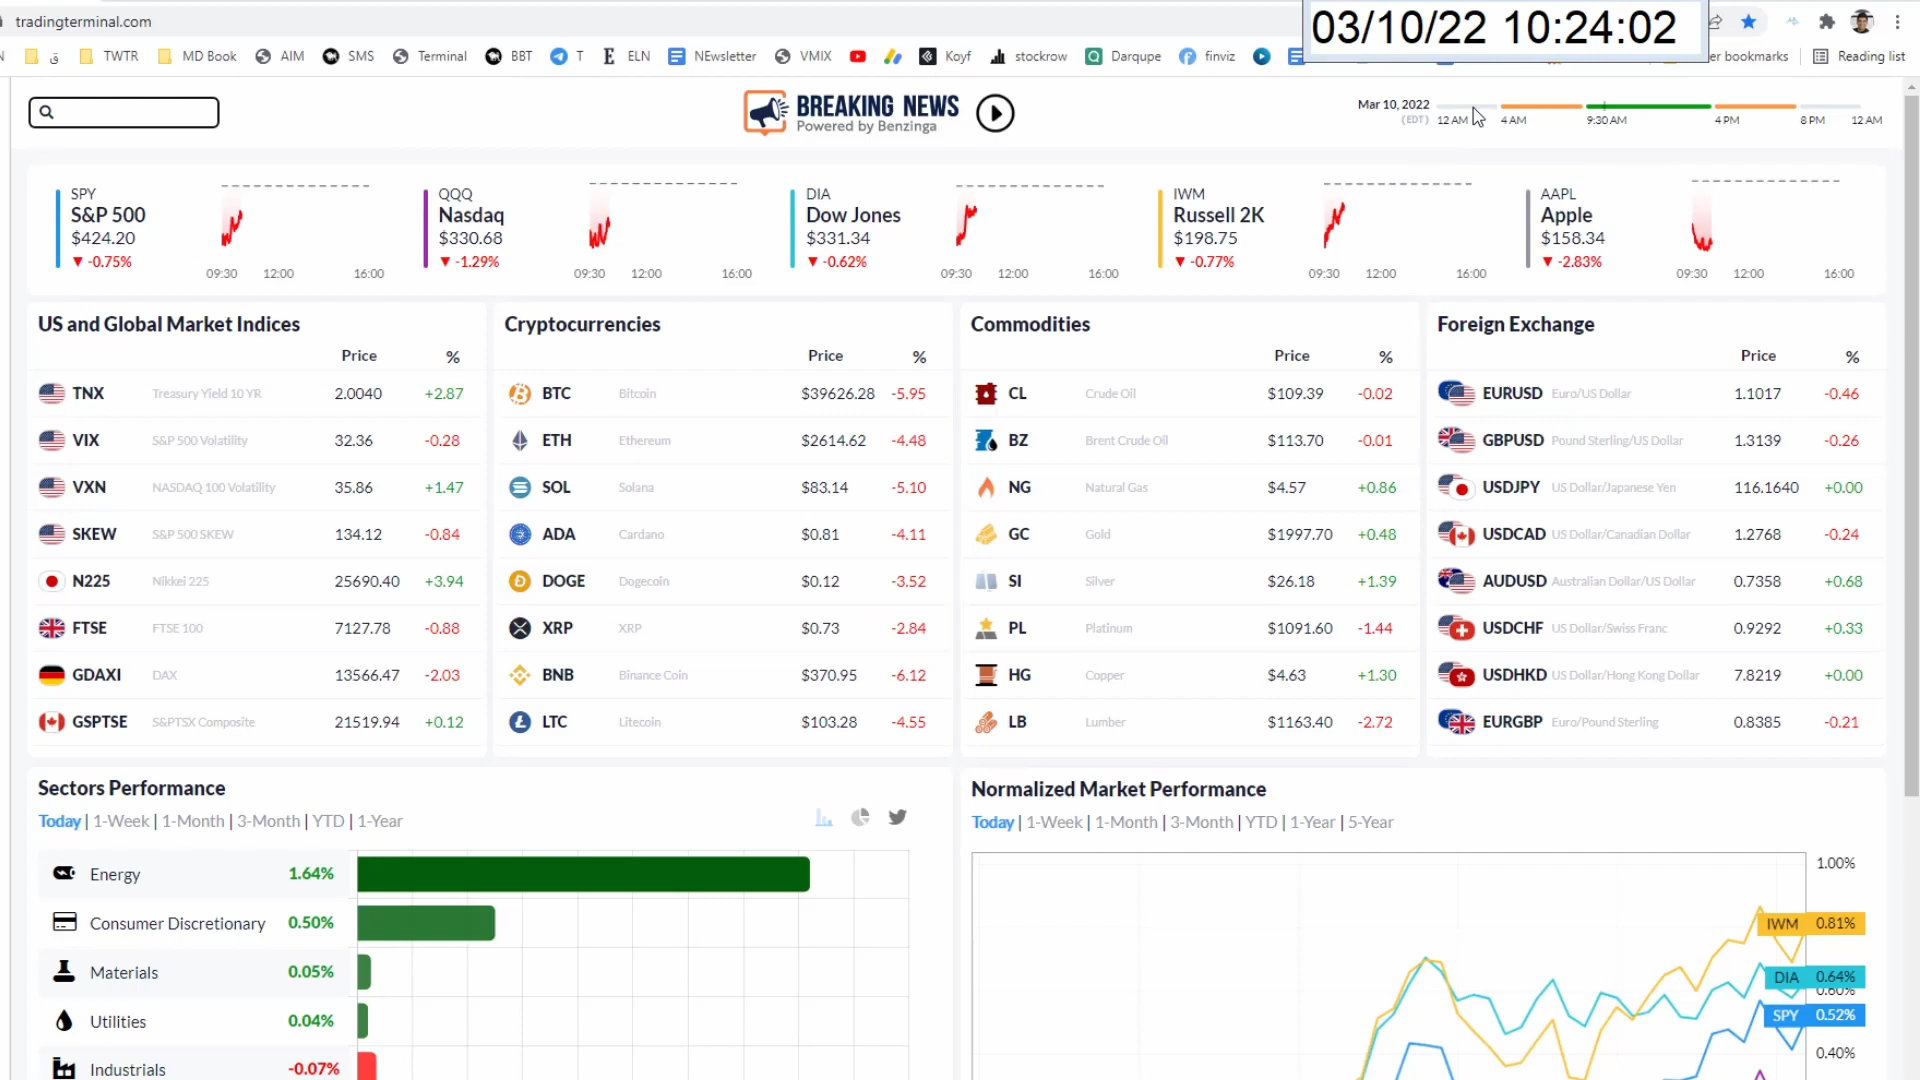 tradingterminal.com
03/10/22 10:24:02
ق TWTR MD Book AIM SMS Terminal BBT T ELN NEwsletter VMIX Koyf stockrow Darqupe finviz er bookmarks Reading list
BREAKING NEWS
Powered by Benzinga
Mar 10, 2022
(EDT) 12 AM 4 AM 9:30 AM 4 PM 8 PM 12 AM
SPY
S&P 500
$424.20
▼ -0.75%
09:30 12:00 16:00
QQQ
Nasdaq
$330.68
▼ -1.29%
09:30 12:00 16:00
DIA
Dow Jones
$331.34
▼ -0.62%
09:30 12:00 16:00
IWM
Russell 2K
$198.75
▼ -0.77%
09:30 12:00 16:00
AAPL
Apple
$158.34
▼ -2.83%
09:30 12:00 16:00
US and Global Market Indices
Price %
TNX Treasury Yield 10 YR 2.0040 +2.87
VIX S&P 500 Volatility 32.36 -0.28
VXN NASDAQ 100 Volatility 35.86 +1.47
SKEW S&P 500 SKEW 134.12 -0.84
N225 Nikkei 225 25690.40 +3.94
FTSE FTSE 100 7127.78 -0.88
GDAXI DAX 13566.47 -2.03
GSPTSE S&PTSX Composite 21519.94 +0.12
Cryptocurrencies
Price %
BTC Bitcoin $39626.28 -5.95
ETH Ethereum $2614.62 -4.48
SOL Solana $83.14 -5.10
ADA Cardano $0.81 -4.11
DOGE Dogecoin $0.12 -3.52
XRP XRP $0.73 -2.84
BNB Binance Coin $370.95 -6.12
LTC Litecoin $103.28 -4.55
Commodities
Price %
CL Crude Oil $109.39 -0.02
BZ Brent Crude Oil $113.70 -0.01
NG Natural Gas $4.57 +0.86
GC Gold $1997.70 +0.48
SI Silver $26.18 +1.39
PL Platinum $1091.60 -1.44
HG Copper $4.63 +1.30
LB Lumber $1163.40 -2.72
Foreign Exchange
Price %
EURUSD Euro/US Dollar 1.1017 -0.46
GBPUSD Pound Sterling/US Dollar 1.3139 -0.26
USDJPY US Dollar/Japanese Yen 116.1640 +0.00
USDCAD US Dollar/Canadian Dollar 1.2768 -0.24
AUDUSD Australian Dollar/US Dollar 0.7358 +0.68
USDCHF US Dollar/Swiss Franc 0.9292 +0.33
USDHKD US Dollar/Hong Kong Dollar 7.8219 +0.00
EURGBP Euro/Pound Sterling 0.8385 -0.21
Sectors Performance
Today | 1-Week | 1-Month | 3-Month | YTD | 1-Year
Energy 1.64%
Consumer Discretionary 0.50%
Materials 0.05%
Utilities 0.04%
Industrials -0.07%
Normalized Market Performance
Today | 1-Week | 1-Month | 3-Month | YTD | 1-Year | 5-Year
1.00%
IWM 0.81%
DIA 0.64%
0.60%
SPY 0.52%
0.40%